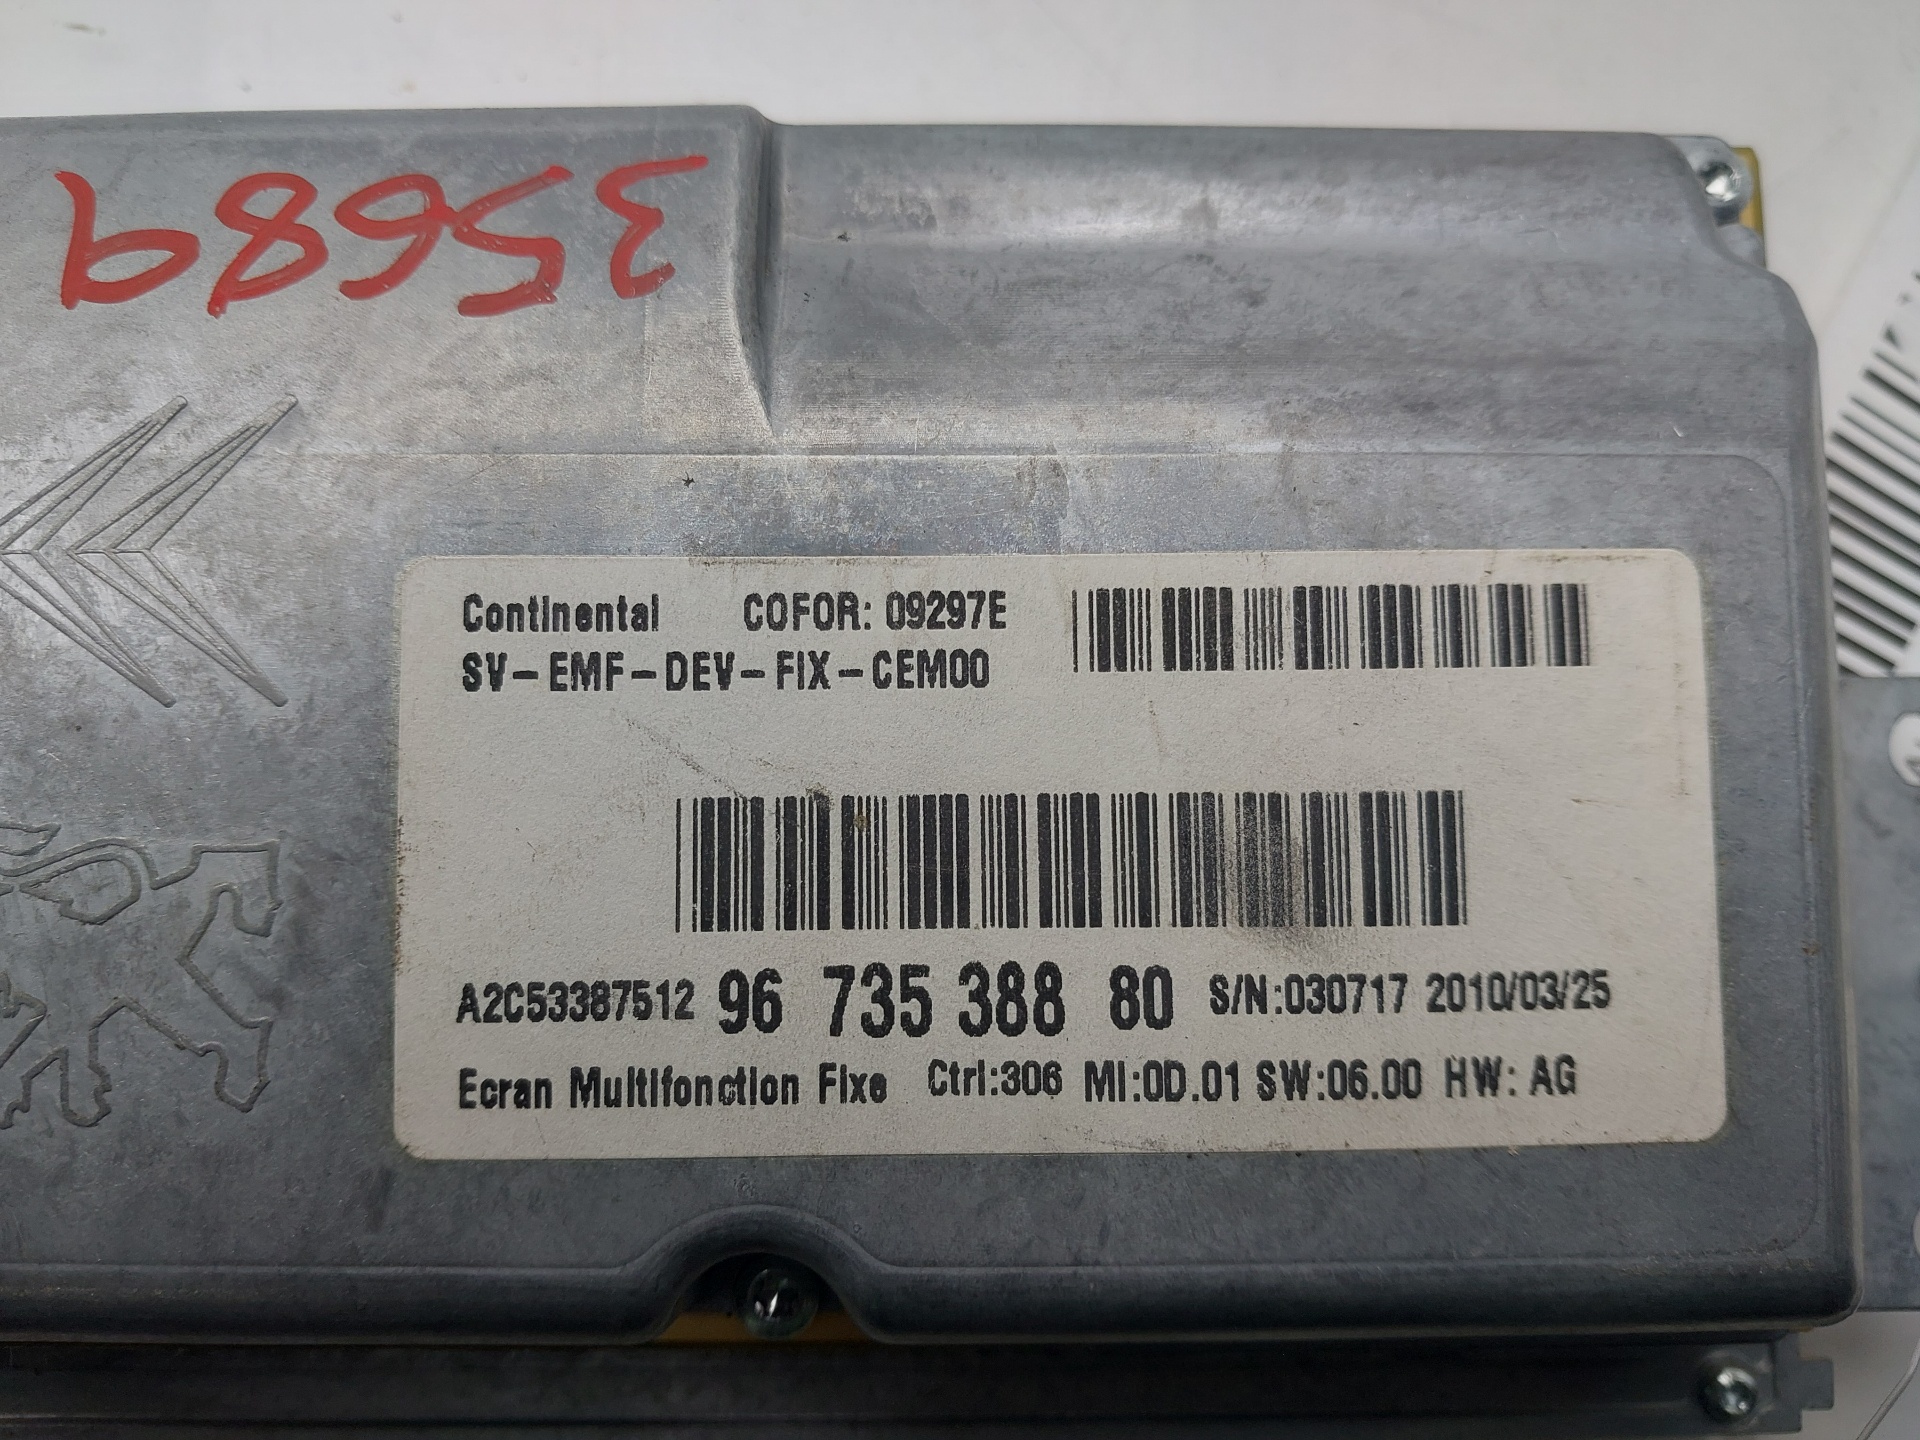 35689
Continental COFOR: 09297E
SV-EMF-DEV-FIX-CEM00
A2C53387512 96 735 388 80 S/N:030717 2010/03/25
Ecran Multifonction Fixe Ctrl:306 MI:0D.01 SW:06.00 HW: AG